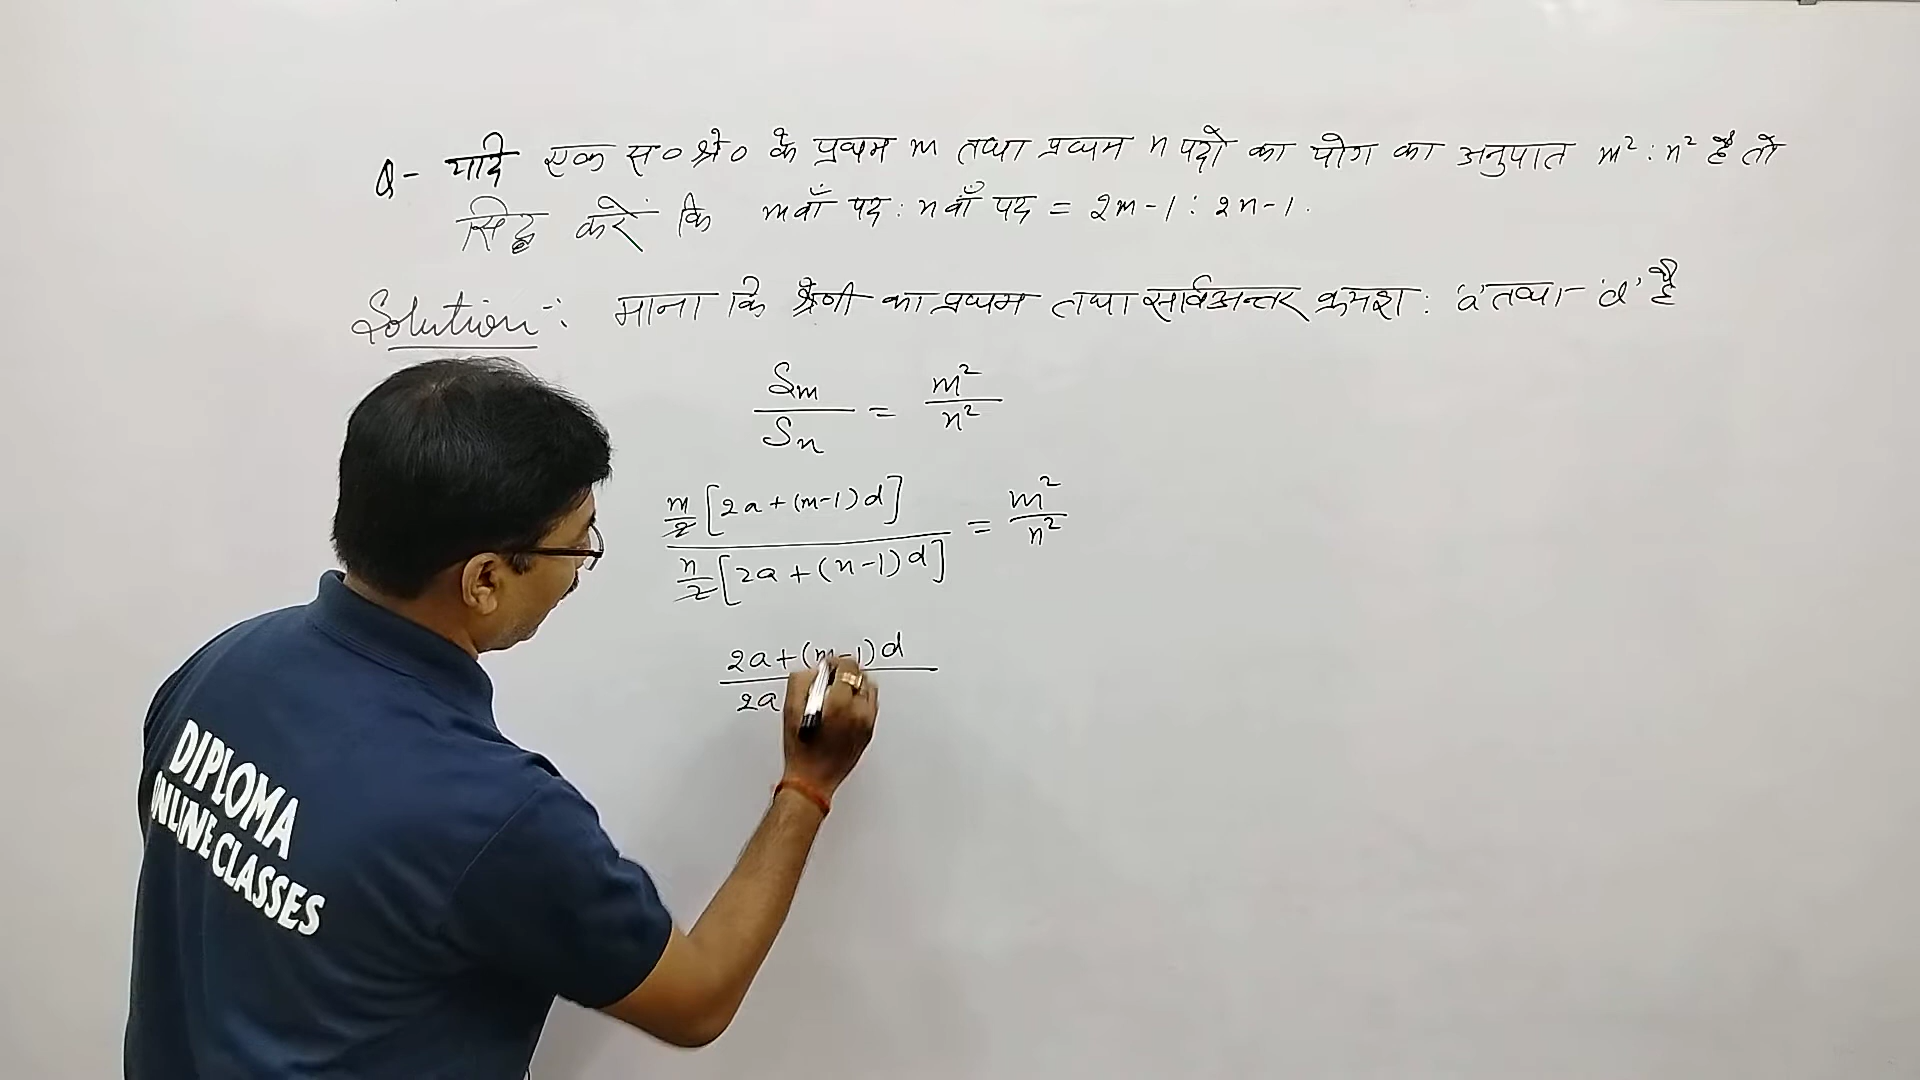 Q- यदि एक स० श्रे० के प्रथम m तथा प्रथम n पदों का योग का अनुपात m² : n² है तो
सिद्ध करें कि mवाँ पद : nवाँ पद = 2m-1 : 2n-1.
Solution :- माना कि श्रेणी का प्रथम तथा सार्वअन्तर क्रमश : 'a' तथा 'd' है
Sm/Sn = m²/n²
m/2 [2a+(m-1)d] / n/2 [2a+(n-1)d] = m²/n²
2a+(m-1)d
2a
DIPLOMA
ONLINE CLASSES